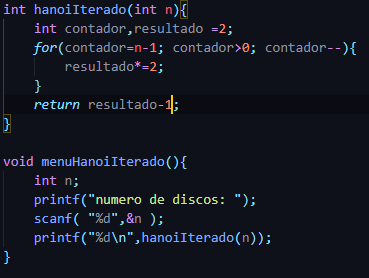 int hanoiIterado(int n){
    int contador,resultado =2;
    for(contador=n-1; contador>0; contador--){
        resultado*=2;
    }
    return resultado-1;
}

void menuHanoiIterado(){
    int n;
    printf("numero de discos: ");
    scanf( "%d",&n );
    printf("%d\n",hanoiIterado(n));
}